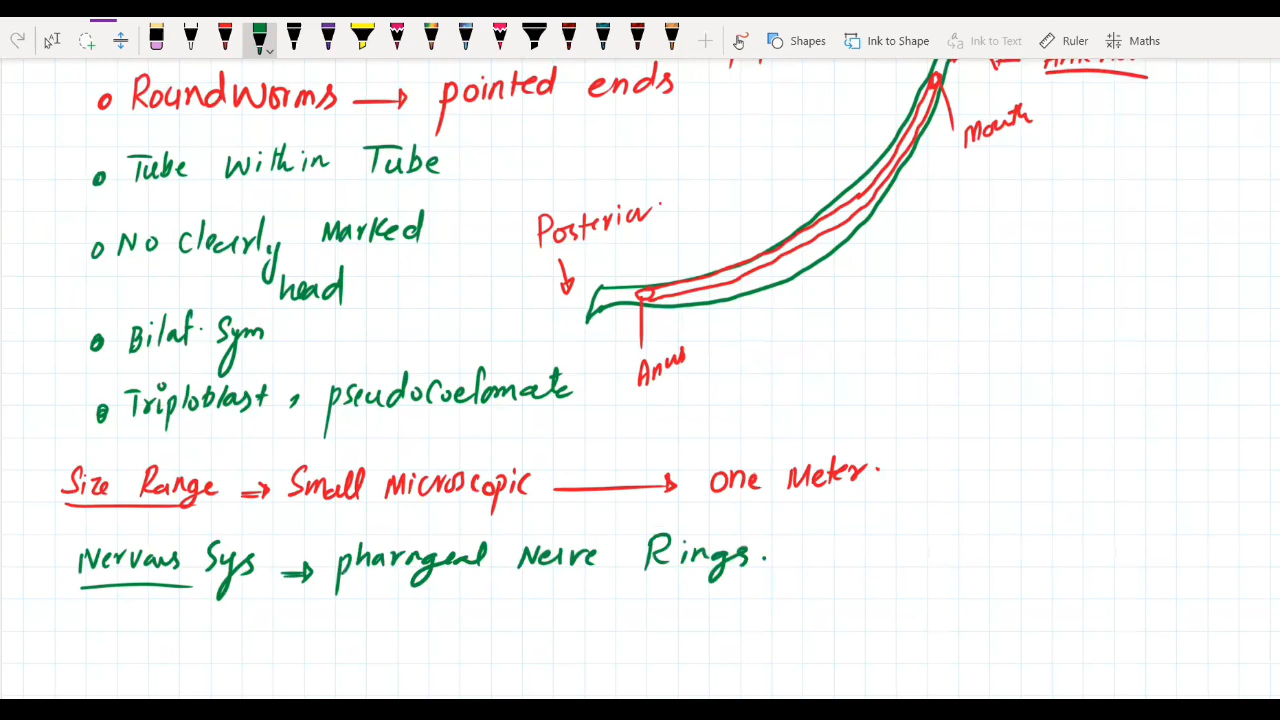 Shapes
Ink to Shape
Ink to Text
Ruler
Maths
Roundworms → pointed ends
Mouth
Tube Within Tube
Posterior
No Clearly Marked
head
Bilat. Sym
Anus
Triploblast, pseudocoelomate
Size Range ⇒ Small Microscopic → One Meter.
Nervous Sys ⇒ pharngeal Nerve Rings.